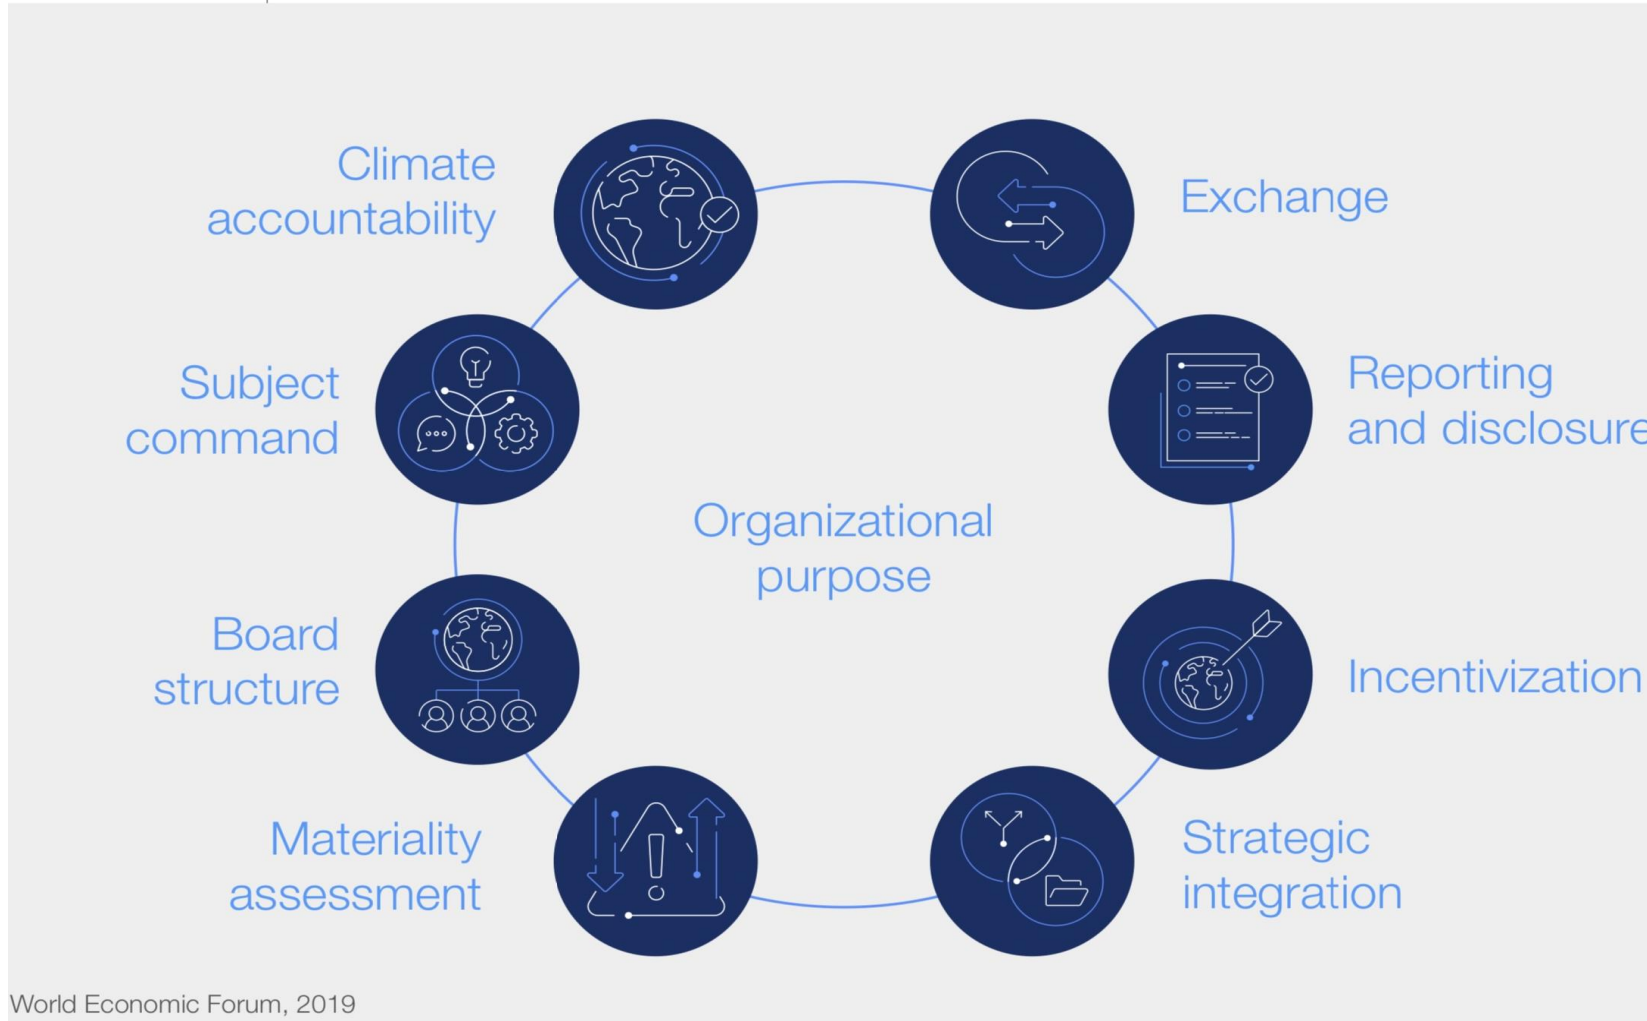 Climate
accountability
Exchange
Subject
command
Reporting
and disclosure
Organizational
purpose
Board
structure
Incentivization
Materiality
assessment
Strategic
integration
World Economic Forum, 2019